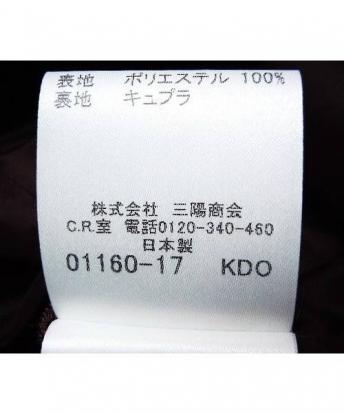 表地 ポリエステル 100%
裏地 キュプラ
株式会社 三陽商会
C.R.室 電話0120-340-460
日本製
01160-17 KDO